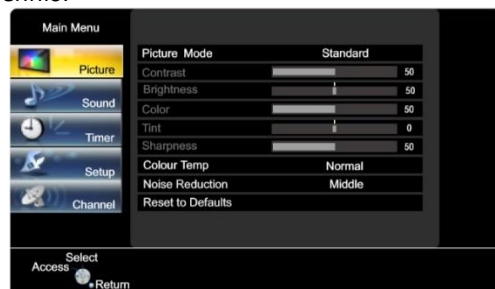 Main Menu
Picture
Sound
Timer
Setup
Channel
Picture Mode Standard
Contrast 50
Brightness 50
Color 50
Tint 0
Sharpness 50
Colour Temp Normal
Noise Reduction Middle
Reset to Defaults
Select
Access
Return